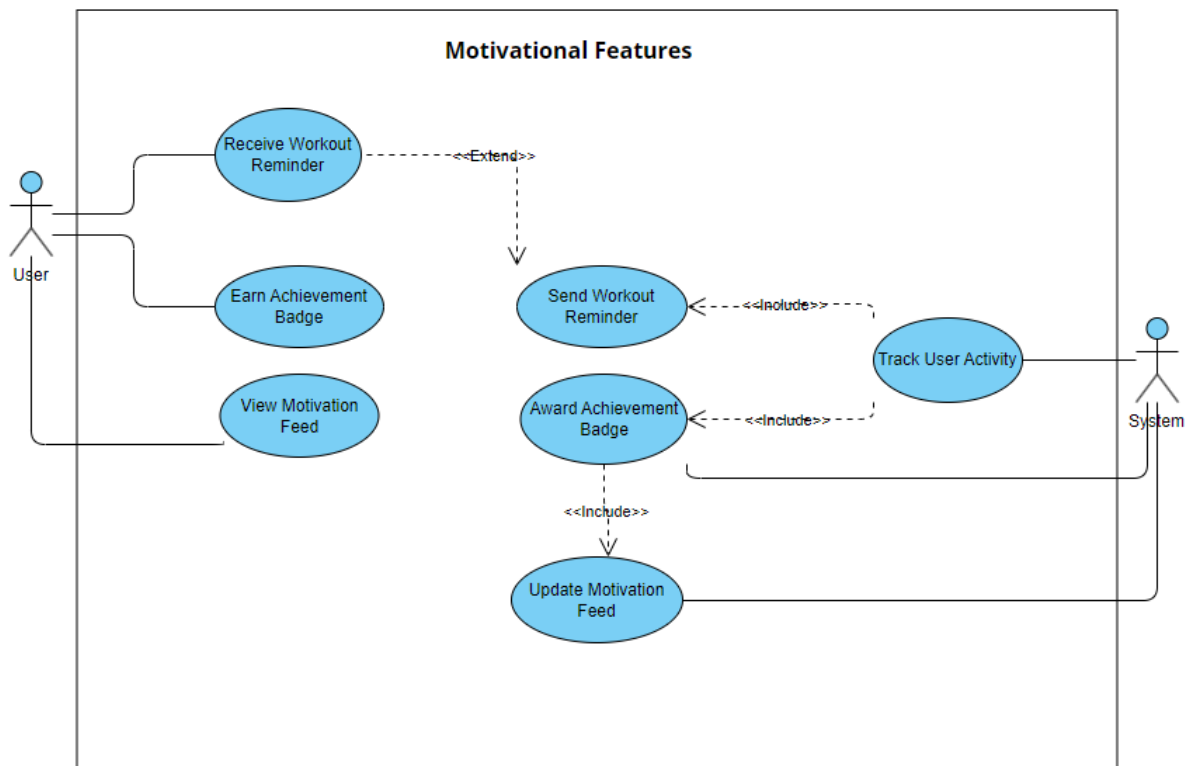 Motivational Features
Receive Workout
Reminder
<<Extend>>
User
Earn Achievement
Badge
Send Workout
Reminder
<<Include>>
Track User Activity
View Motivation
Feed
Award Achievement
Badge
<<Include>>
System
<<Include>>
Update Motivation
Feed